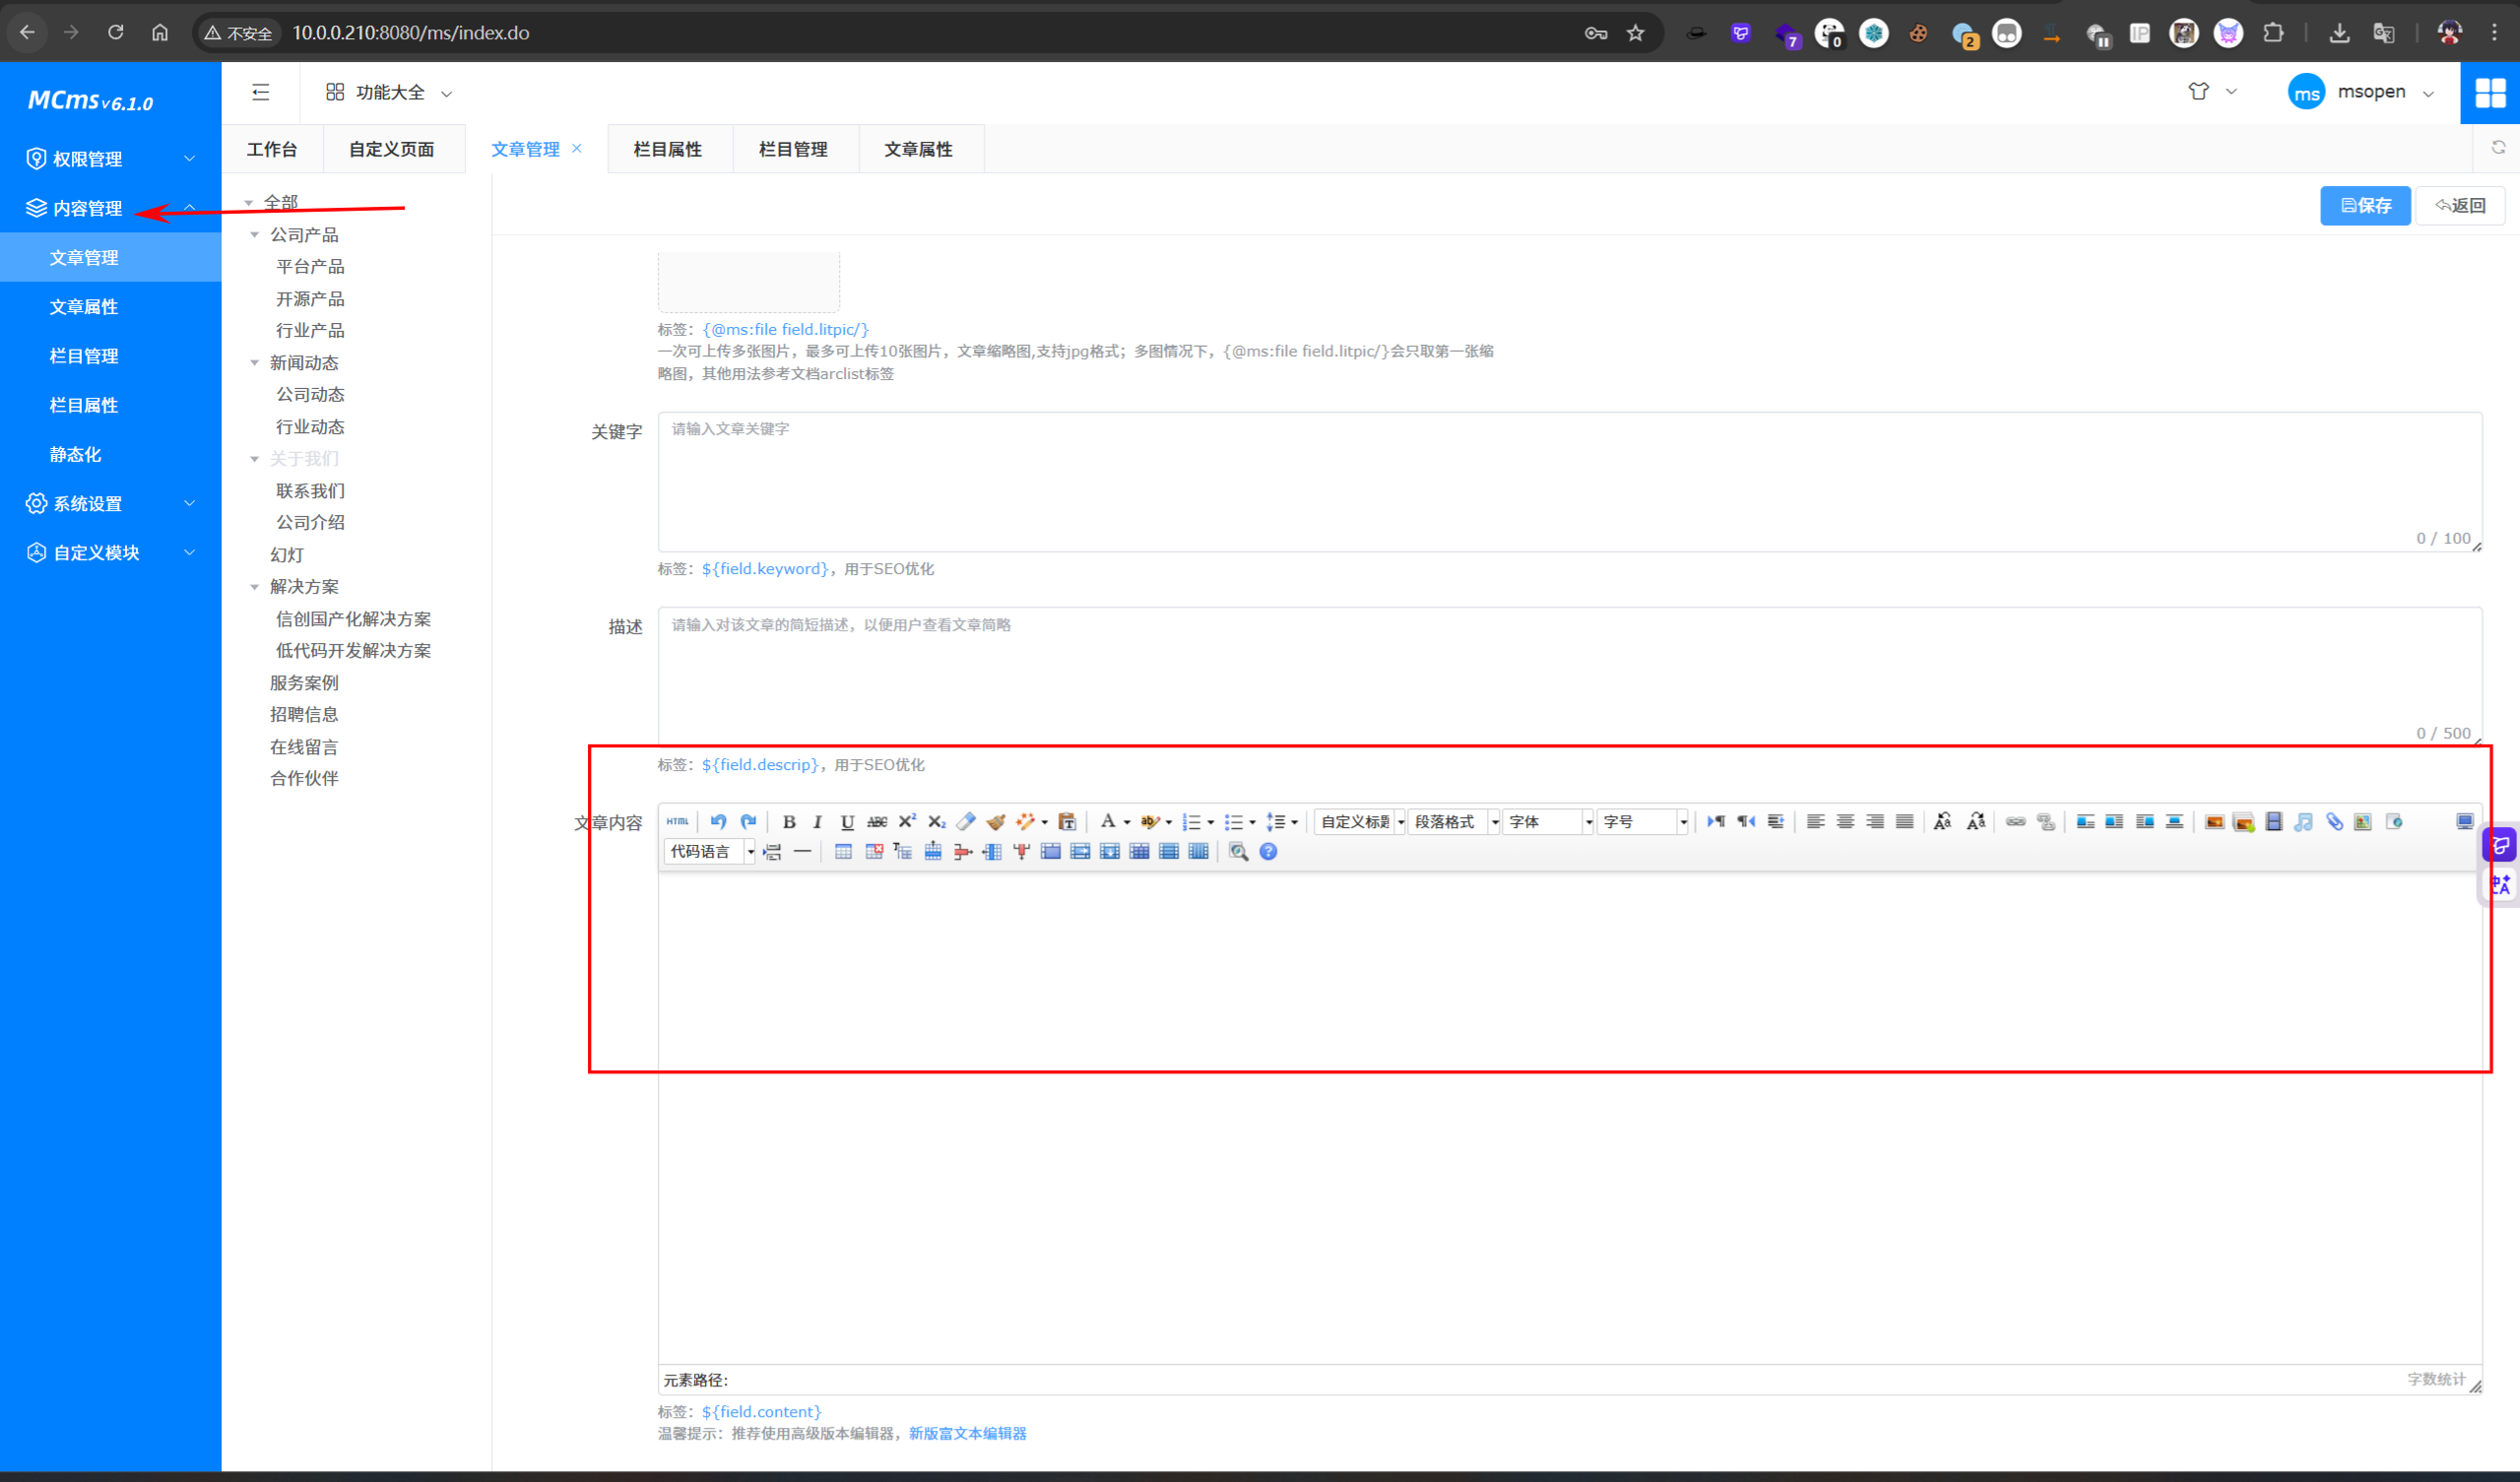 不安全 10.0.0.210:8080/ms/index.do
7 0 2 IP
MCms v 6.1.0
功能大全
ms msopen
权限管理
内容管理
文章管理
文章属性
栏目管理
栏目属性
静态化
系统设置
自定义模块
工作台 自定义页面 文章管理 × 栏目属性 栏目管理 文章属性
全部
公司产品
平台产品
开源产品
行业产品
新闻动态
公司动态
行业动态
关于我们
联系我们
公司介绍
幻灯
解决方案
信创国产化解决方案
低代码开发解决方案
服务案例
招聘信息
在线留言
合作伙伴
保存 返回
标签：{@ms:file field.litpic/}
一次可上传多张图片，最多可上传10张图片，文章缩略图,支持jpg格式；多图情况下，{@ms:file field.litpic/}会只取第一张缩
略图，其他用法参考文档arclist标签
关键字 请输入文章关键字
0 / 100
标签：${field.keyword}，用于SEO优化
描述 请输入对该文章的简短描述，以便用户查看文章简略
0 / 500
标签：${field.descrip}，用于SEO优化
文章内容 HTML B I U ABC X² X₂ A ab 自定义标题 段落格式 字体 字号
代码语言
元素路径: 字数统计
标签：${field.content}
温馨提示：推荐使用高级版本编辑器，新版富文本编辑器